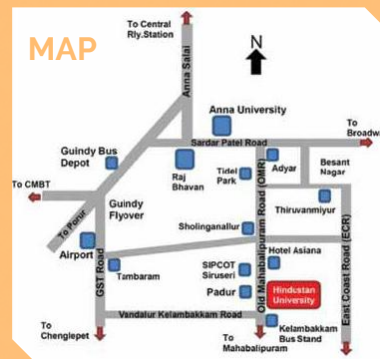 MAP
To Central
Rly.Station
N
Anna Salai
Anna University
To
Sardar Patel Road
Guindy Bus
Depot
Raj
Bhavan
Tidel
Park
Adyar
Besant
Nagar
To CMBT
Guindy
Flyover
Thiruvanmiyur
To Porur
Sholinganallur
Old Mahabalipuram Road (OMR)
East Coast Road (ECR)
Airport
GST Road
Tambaram
Hotel Asiana
SIPCOT
Siruseri
Padur
Hindustan
University
Vandalur Kelambakkam Road
Kelambakkam
Bus Stand
To
Chenglepet
To
Mahabalipuram